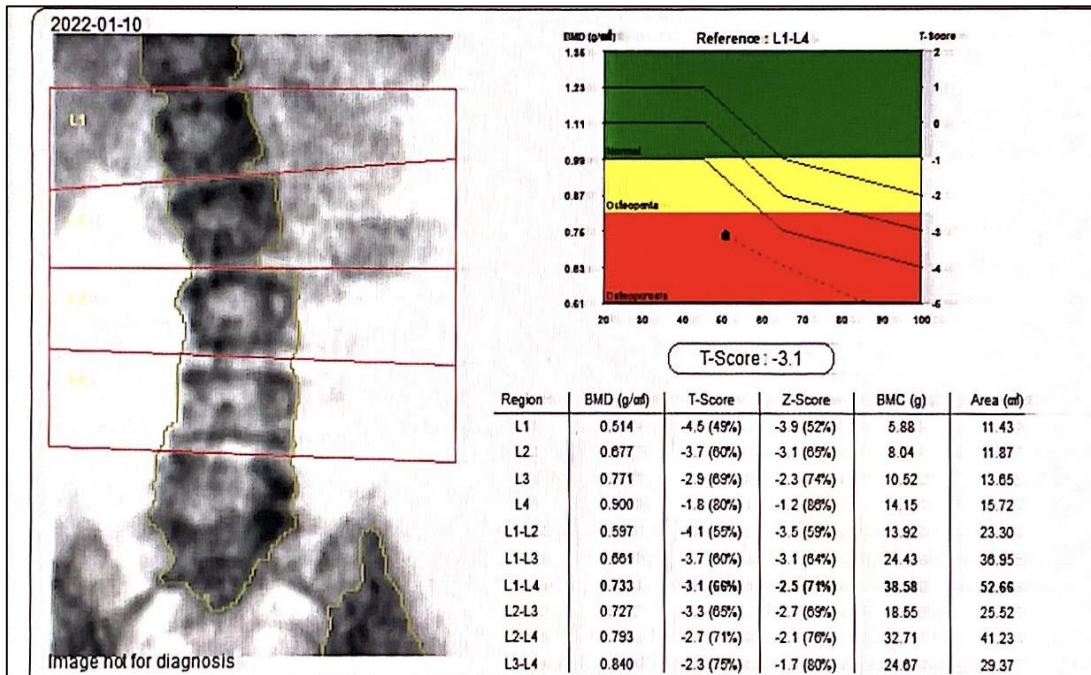 2022-01-10
L1
Image not for diagnosis
BMD (g/㎠) Reference : L1-L4 T-Score
1.36 2
1.23 1
1.11 0
0.99 Normal -1
0.87 -2
Osteopenia
0.76 -3
0.63 -4
0.61 Osteoporosis -5
20 30 40 50 60 70 80 90 100
T-Score : -3.1
Region BMD (g/㎠) T-Score Z-Score BMC (g) Area (㎠)
L1 0.514 -4.5 (49%) -3.9 (52%) 5.88 11.43
L2 0.677 -3.7 (60%) -3.1 (65%) 8.04 11.87
L3 0.771 -2.9 (69%) -2.3 (74%) 10.52 13.65
L4 0.900 -1.8 (80%) -1.2 (86%) 14.15 15.72
L1-L2 0.597 -4.1 (55%) -3.5 (59%) 13.92 23.30
L1-L3 0.661 -3.7 (60%) -3.1 (64%) 24.43 36.95
L1-L4 0.733 -3.1 (66%) -2.5 (71%) 38.58 52.66
L2-L3 0.727 -3.3 (65%) -2.7 (69%) 18.55 25.52
L2-L4 0.793 -2.7 (71%) -2.1 (76%) 32.71 41.23
L3-L4 0.840 -2.3 (75%) -1.7 (80%) 24.67 29.37